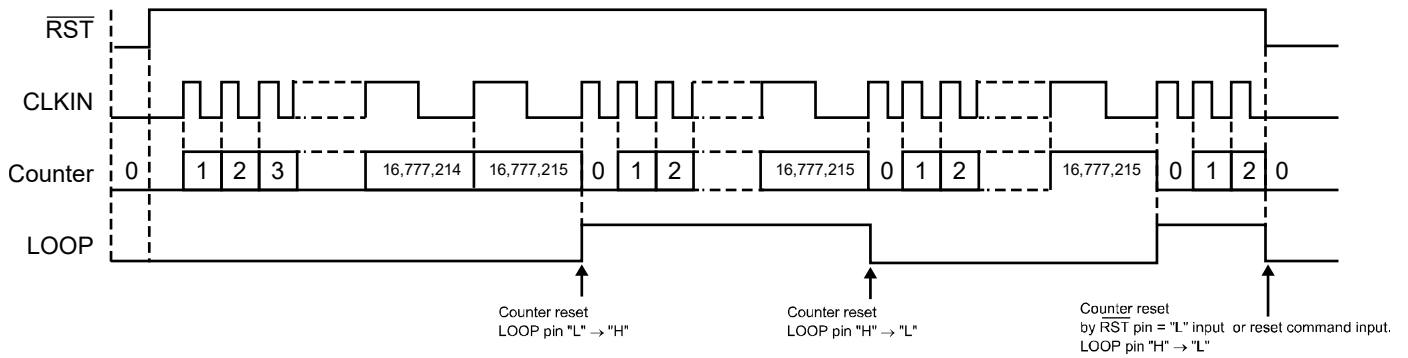 RST
CLKIN
Counter 0 1 2 3 16,777,214 16,777,215 0 1 2 16,777,215 0 1 2 16,777,215 0 1 2 0
LOOP
Counter reset
LOOP pin "L" → "H"
Counter reset
LOOP pin "H" → "L"
Counter reset
by RST pin = "L" input or reset command input.
LOOP pin "H" → "L"